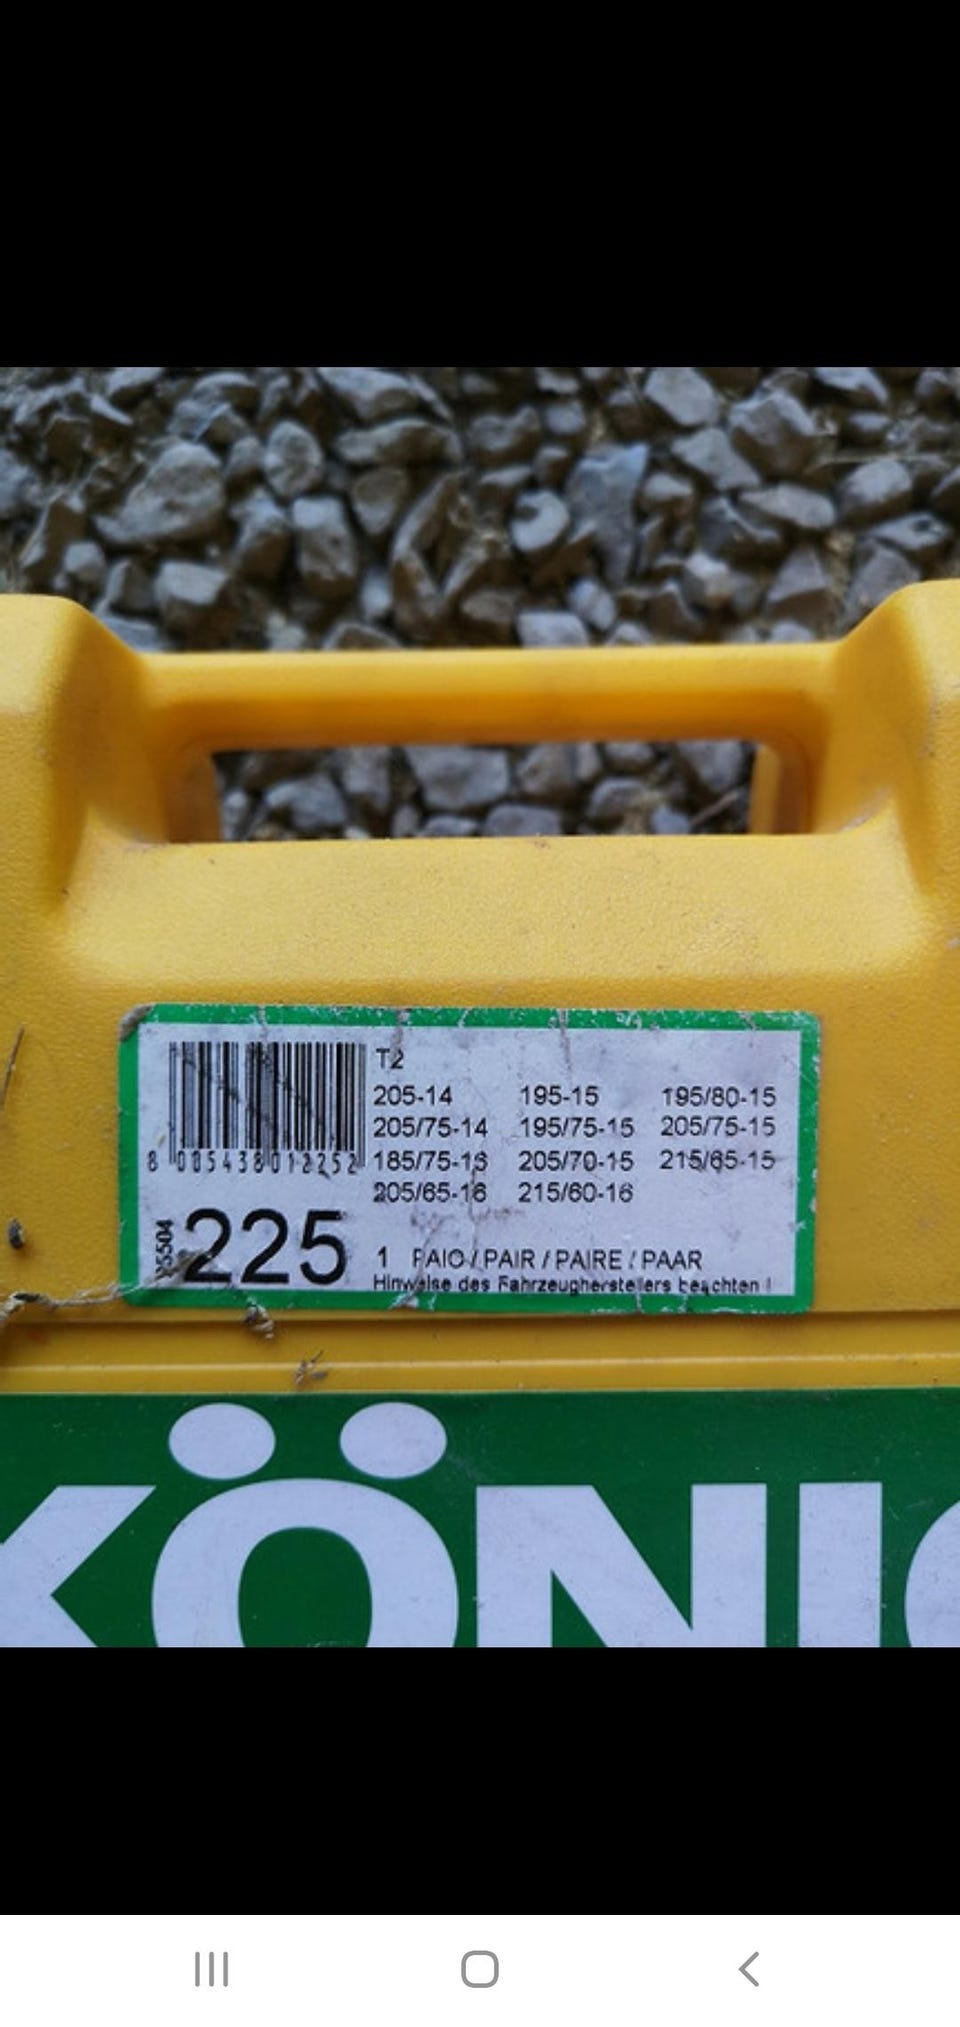 T2
205-14 195-15 195/80-15
205/75-14 195/75-15 205/75-15
185/75-16 205/70-15 215/65-15
205/65-16 215/60-16
8 005438 012252
225
1 PAIO / PAIR / PAIRE / PAAR
Hinweise des Fahrzeugherstellers beachten !
KÖNIG